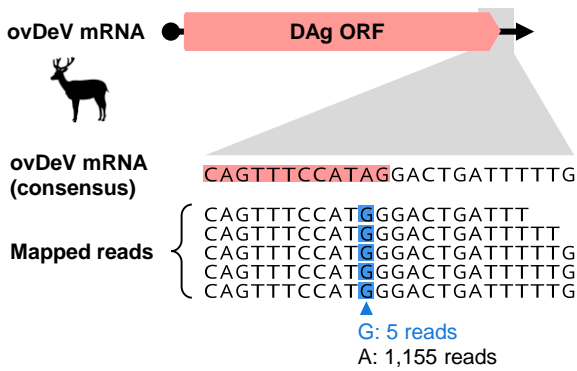 ovDeV mRNA
DAg ORF
ovDeV mRNA
(consensus)
CAGTTTCCATAGGACTGATTTTTG
Mapped reads
CAGTTTCCATGGGACTGATTT
CAGTTTCCATGGGACTGATTTTT
CAGTTTCCATGGGACTGATTTTTG
CAGTTTCCATGGGACTGATTTTTG
CAGTTTCCATGGGACTGATTTTTG
G: 5 reads
A: 1,155 reads